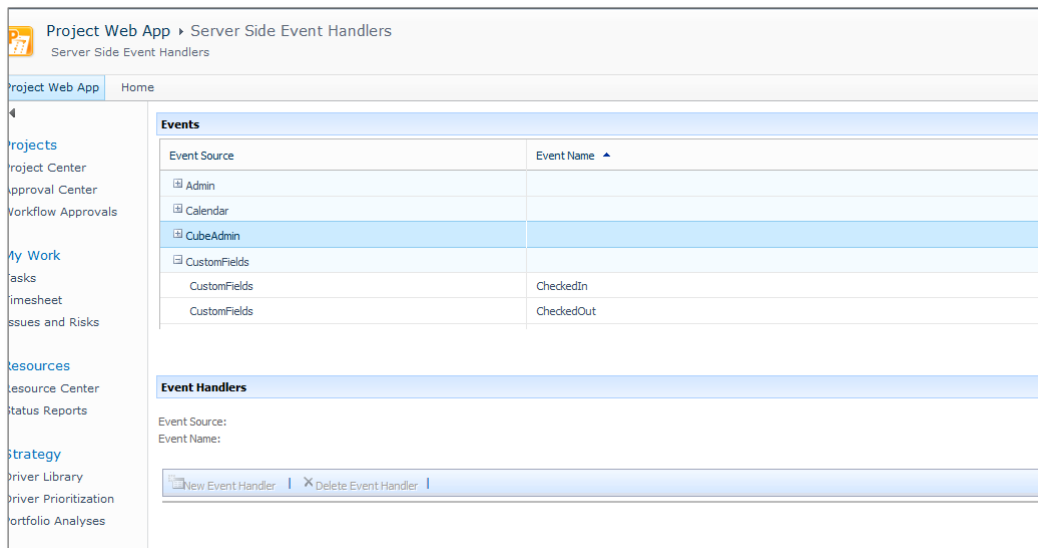 Project Web App ▸ Server Side Event Handlers
Server Side Event Handlers
Project Web App Home
Projects
Project Center
Approval Center
Workflow Approvals
My Work
Tasks
Timesheet
Issues and Risks
Resources
Resource Center
Status Reports
Strategy
Driver Library
Driver Prioritization
Portfolio Analyses
Events
Event Source Event Name
Admin
Calendar
CubeAdmin
CustomFields
CustomFields CheckedIn
CustomFields CheckedOut
Event Handlers
Event Source:
Event Name:
New Event Handler | Delete Event Handler |